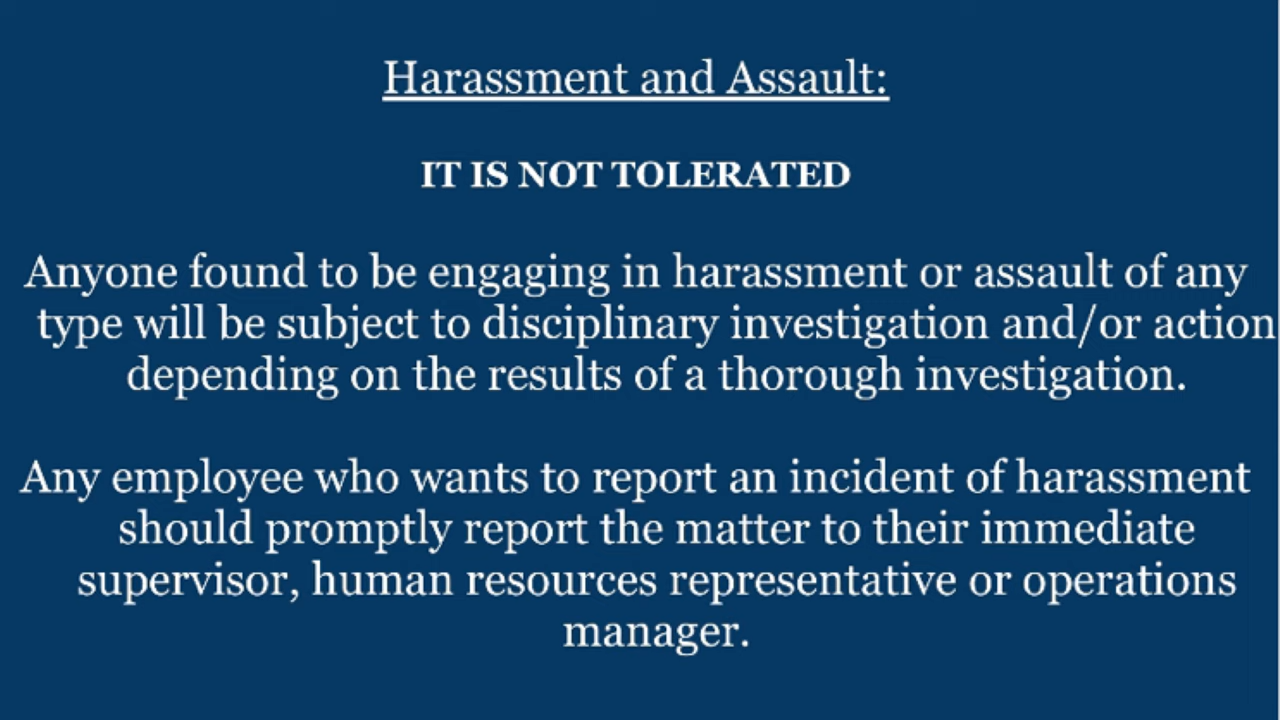 Harassment and Assault:
IT IS NOT TOLERATED
Anyone found to be engaging in harassment or assault of any
type will be subject to disciplinary investigation and/or action
depending on the results of a thorough investigation.
Any employee who wants to report an incident of harassment
should promptly report the matter to their immediate
supervisor, human resources representative or operations
manager.